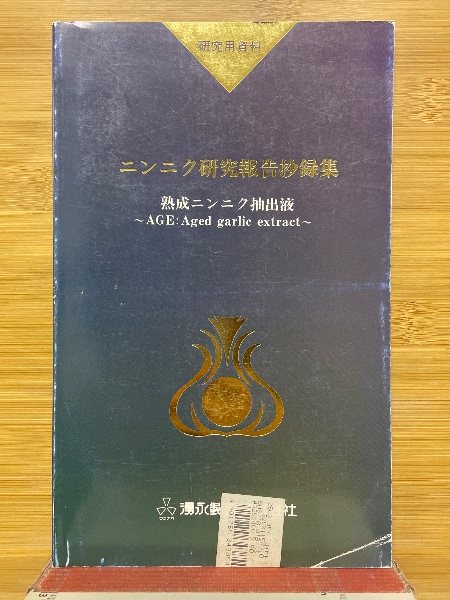 研究用資料
ニンニク研究報告抄録集
熟成ニンニク抽出液
~AGE:Aged garlic extract~
湧永製 社